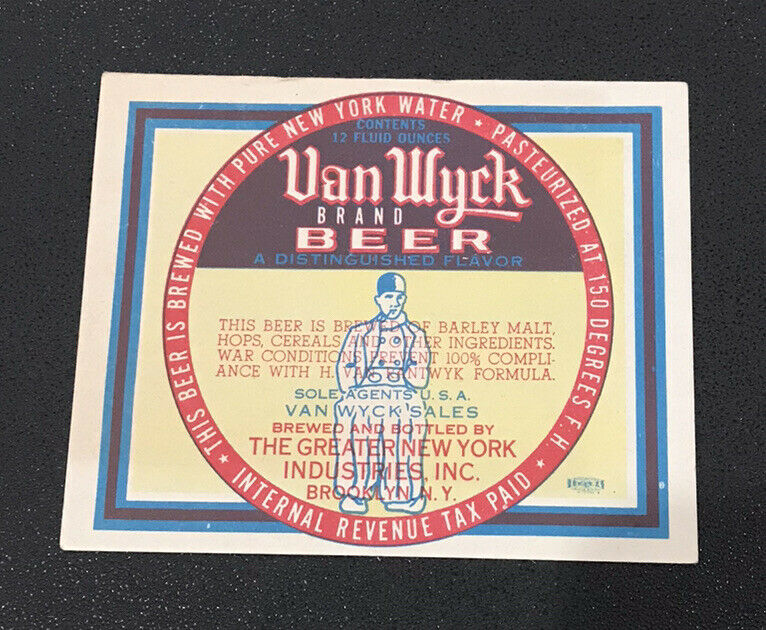 THIS BEER IS BREWED WITH PURE NEW YORK WATER ★ PASTEURIZED AT 150 DEGREES F. H ★
CONTENTS
12 FLUID OUNCES
Van Wyck
BRAND
BEER
A DISTINGUISHED FLAVOR
THIS BEER IS BREWED OF BARLEY MALT,
HOPS, CEREALS AND OTHER INGREDIENTS.
WAR CONDITIONS PREVENT 100% COMPLI-
ANCE WITH H. VAN FORMULA.
SOLE AGENTS U.S.A.
VAN WYCK SALES
BREWED AND BOTTLED BY
THE GREATER NEW YORK
INDUSTRIES, INC.
BROOKLYN, N.Y.
★ INTERNAL REVENUE TAX PAID